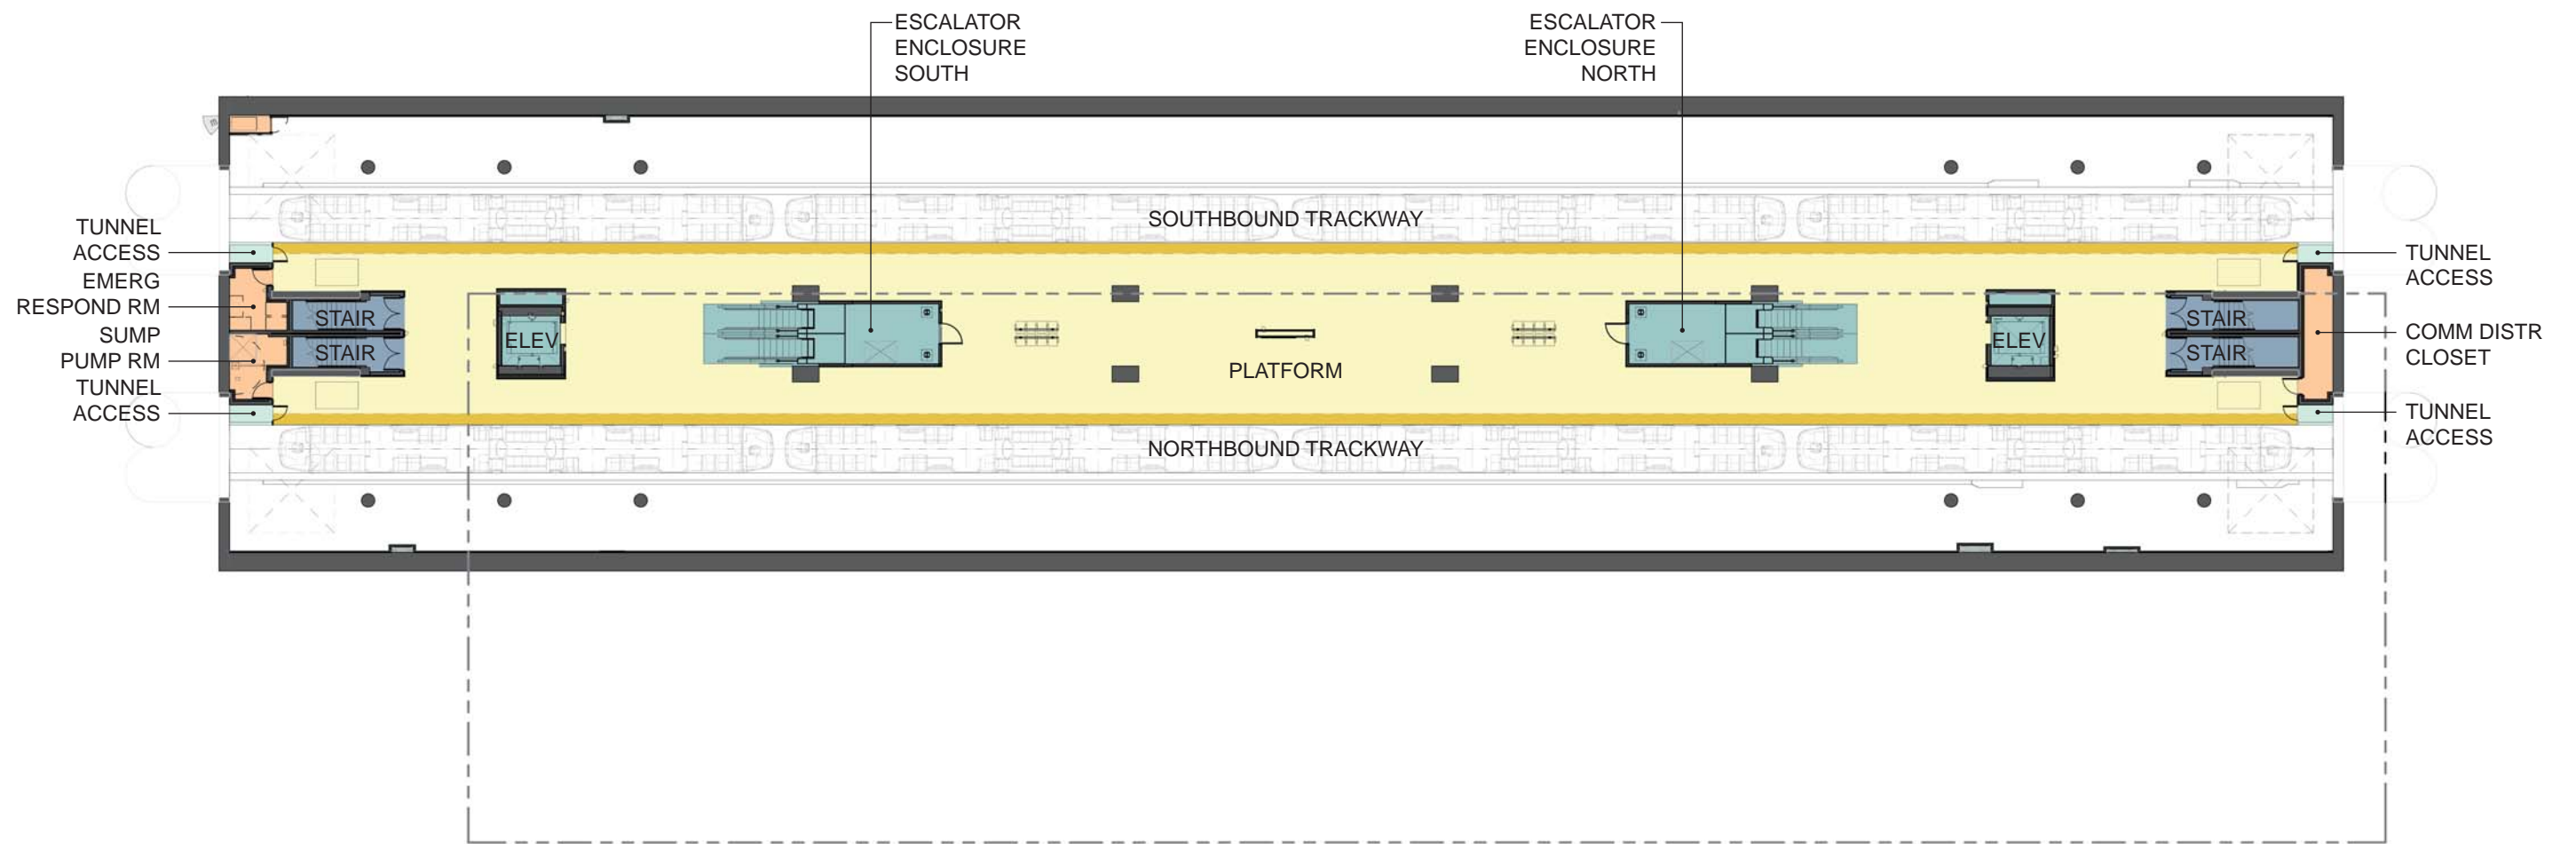 ESCALATOR
ENCLOSURE
SOUTH
ESCALATOR
ENCLOSURE
NORTH
SOUTHBOUND TRACKWAY
TUNNEL
ACCESS
EMERG
RESPOND RM
SUMP
PUMP RM
TUNNEL
ACCESS
STAIR
STAIR
ELEV
PLATFORM
ELEV
STAIR
STAIR
TUNNEL
ACCESS
COMM DISTR
CLOSET
TUNNEL
ACCESS
NORTHBOUND TRACKWAY